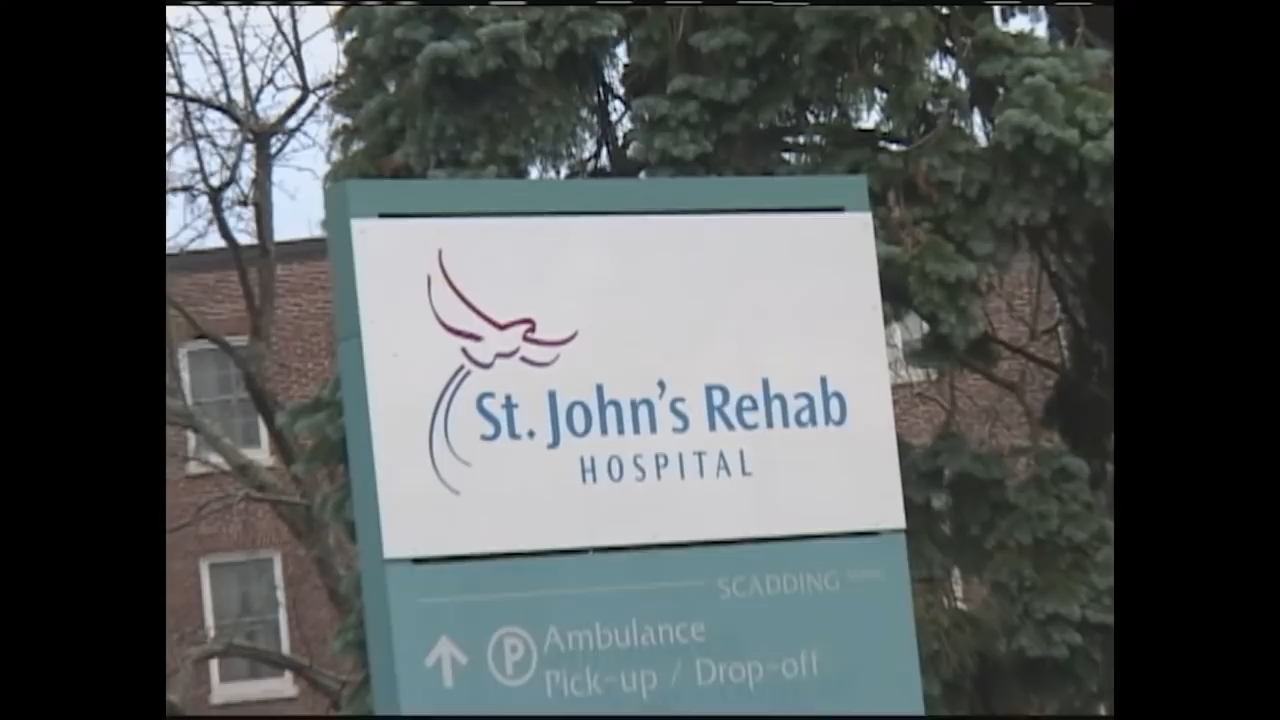 St. John's Rehab
HOSPITAL
SCADDING
P Ambulance
Pick-up / Drop-off